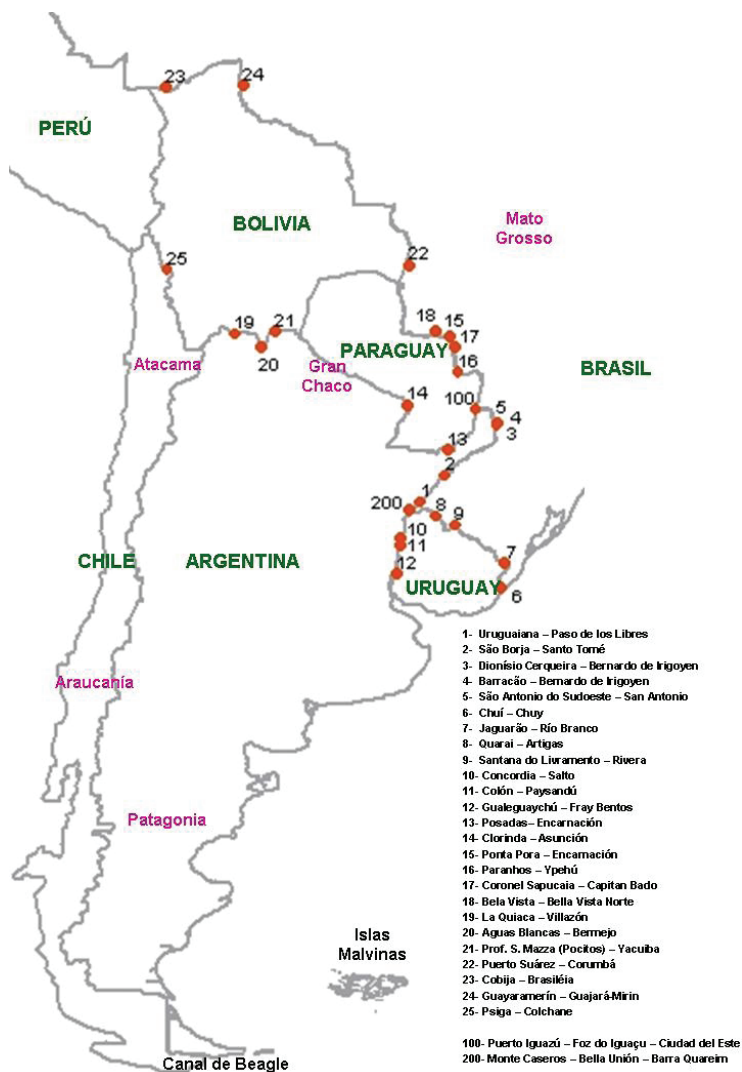 23
24
PERÚ
BOLIVIA
Mato
Grosso
22
25
19
21
18
15
17
20
PARAGUAY
Atacama
Gran
Chaco
16
BRASIL
14
100
5
4
3
13
2
1
200
8
9
10
11
7
CHILE
ARGENTINA
12
URUGUAY
6
1- Uruguaiana – Paso de los Libres
2- São Borja – Santo Tomé
3- Dionísio Cerqueira – Bernardo de Irigoyen
4- Barracão – Bernardo de Irigoyen
5- São Antonio do Sudoeste – San Antonio
6- Chuí – Chuy
7- Jaguarão – Río Branco
8- Quarai – Artigas
9- Santana do Livramento – Rivera
10- Concordia – Salto
11- Colón – Paysandú
12- Gualeguaychú – Fray Bentos
13- Posadas – Encarnación
14- Clorinda – Asunción
15- Ponta Pora – Encarnación
16- Paranhos – Ypehú
17- Coronel Sapucaia – Capitan Bado
18- Bela Vista – Bella Vista Norte
19- La Quiaca – Villazón
20- Aguas Blancas – Bermejo
21- Prof. S. Mazza (Pocitos) – Yacuiba
22- Puerto Suárez – Corumbá
23- Cobija – Brasiléia
24- Guayaramerín – Guajará-Mirin
25- Psiga – Colchane
100- Puerto Iguazú – Foz do Iguaçu – Ciudad del Este
200- Monte Caseros – Bella Unión – Barra Quareim
Araucanía
Patagonia
Islas
Malvinas
Canal de Beagle